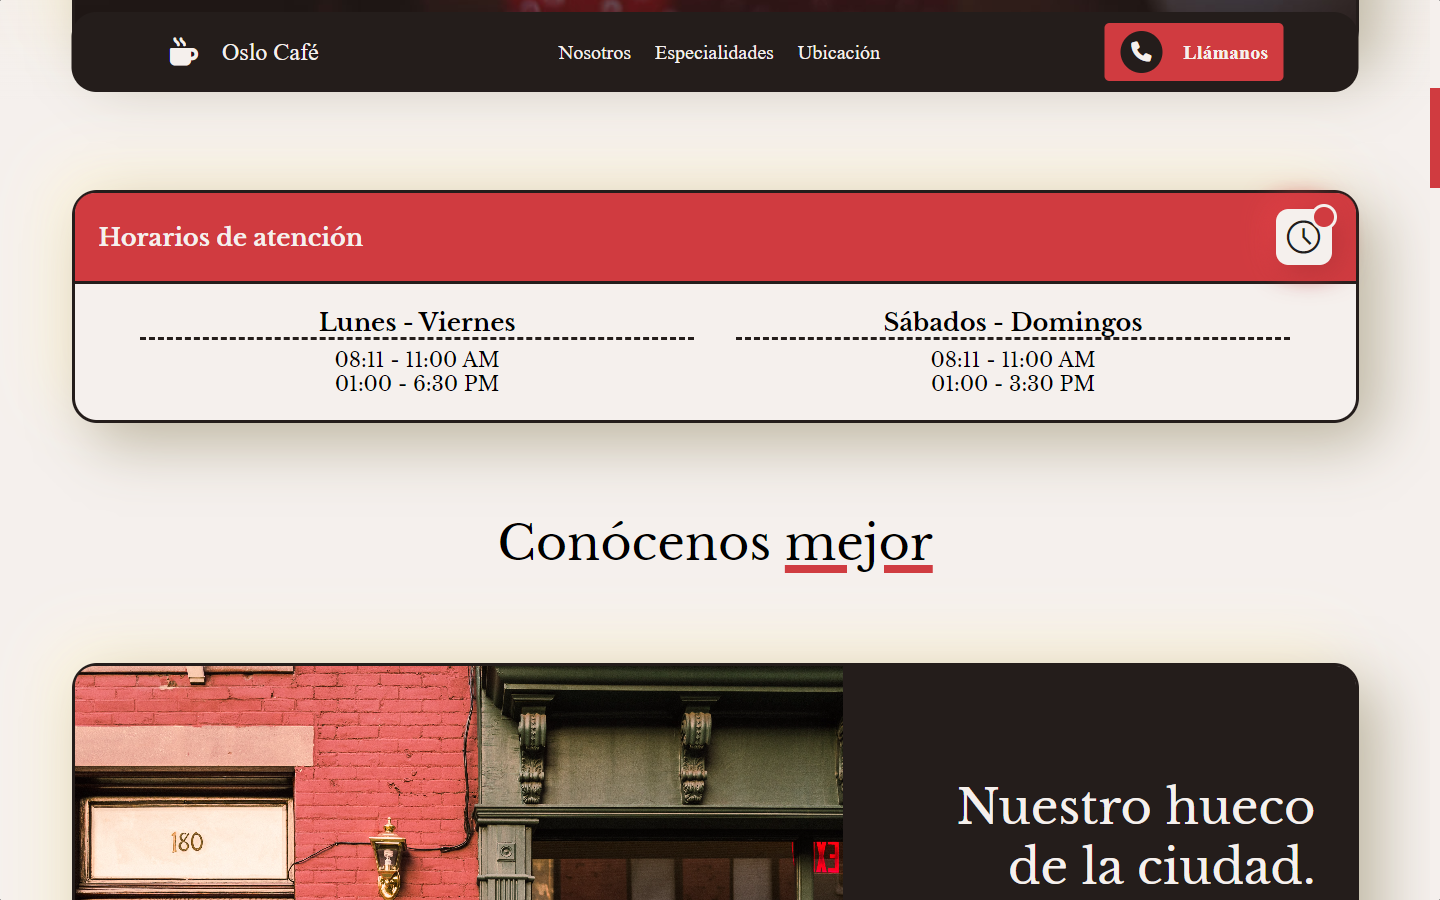 Oslo Café
Nosotros Especialidades Ubicación
Llámanos
Horarios de atención
Lunes - Viernes
08:11 - 11:00 AM
01:00 - 6:30 PM
Sábados - Domingos
08:11 - 11:00 AM
01:00 - 3:30 PM
Conócenos mejor
180
Nuestro hueco
de la ciudad.